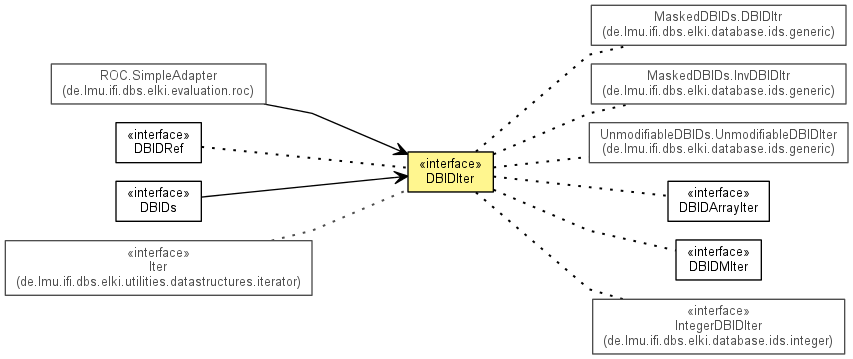 MaskedDBIDs.DBIDItr
(de.lmu.ifi.dbs.elki.database.ids.generic)
ROC.SimpleAdapter
(de.lmu.ifi.dbs.elki.evaluation.roc)
MaskedDBIDs.InvDBIDItr
(de.lmu.ifi.dbs.elki.database.ids.generic)
«interface»
DBIDRef
UnmodifiableDBIDs.UnmodifiableDBIDIter
(de.lmu.ifi.dbs.elki.database.ids.generic)
«interface»
DBIDIter
«interface»
DBIDs
«interface»
DBIDArrayIter
«interface»
Iter
(de.lmu.ifi.dbs.elki.utilities.datastructures.iterator)
«interface»
DBIDMIter
«interface»
IntegerDBIDIter
(de.lmu.ifi.dbs.elki.database.ids.integer)